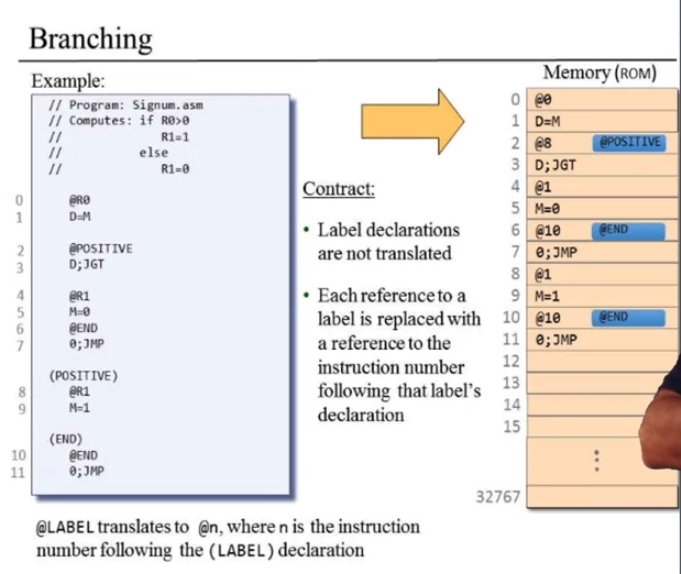 Branching
Example:
// Program: Signum.asm
// Computes: if R0>0
// R1=1
// else
// R1=0
0 @R0
1 D=M
2 @POSITIVE
3 D;JGT
4 @R1
5 M=0
6 @END
7 0;JMP
(POSITIVE)
8 @R1
9 M=1
(END)
10 @END
11 0;JMP
Contract:
• Label declarations
are not translated
• Each reference to a
label is replaced with
a reference to the
instruction number
following that label's
declaration
Memory (ROM)
0 @0
1 D=M
2 @8 @POSITIVE
3 D;JGT
4 @1
5 M=0
6 @10 @END
7 0;JMP
8 @1
9 M=1
10 @10 @END
11 0;JMP
12
13
14
15
32767
@LABEL translates to @n, where n is the instruction
number following the (LABEL) declaration